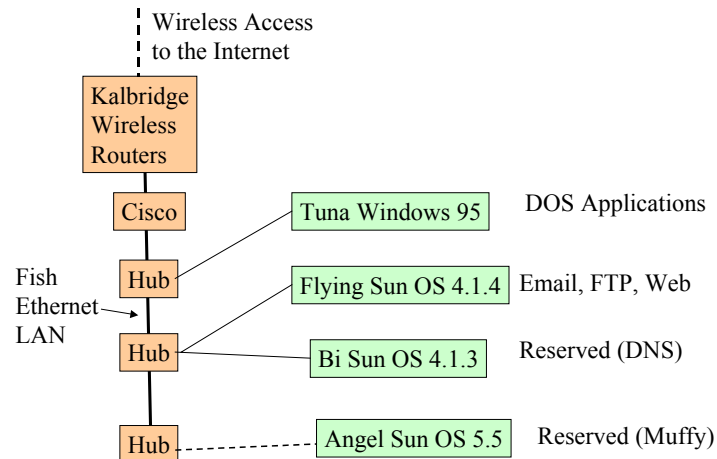 Wireless Access
to the Internet
Kalbridge
Wireless
Routers
Cisco
Tuna Windows 95
DOS Applications
Hub
Fish
Ethernet
LAN
Flying Sun OS 4.1.4
Email, FTP, Web
Hub
Bi Sun OS 4.1.3
Reserved (DNS)
Hub
Angel Sun OS 5.5
Reserved (Muffy)